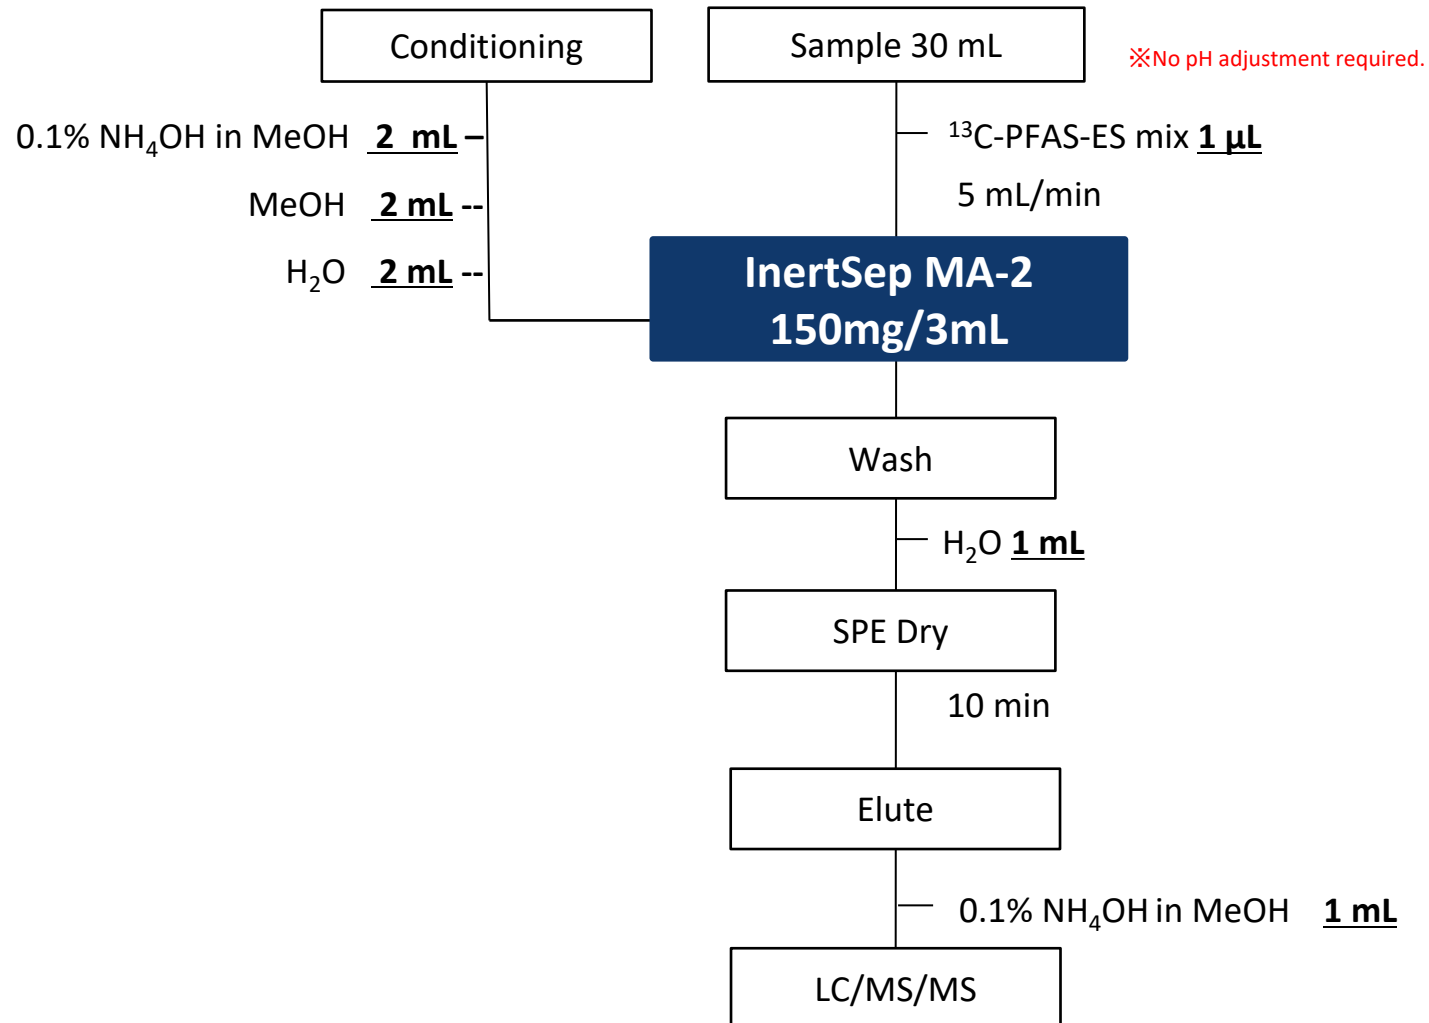 Conditioning
Sample 30 mL
※No pH adjustment required.
0.1% NH₄OH in MeOH 2 mL –
¹³C-PFAS-ES mix 1 µL
MeOH 2 mL --
5 mL/min
H₂O 2 mL --
InertSep MA-2
150mg/3mL
Wash
H₂O 1 mL
SPE Dry
10 min
Elute
0.1% NH₄OH in MeOH 1 mL
LC/MS/MS